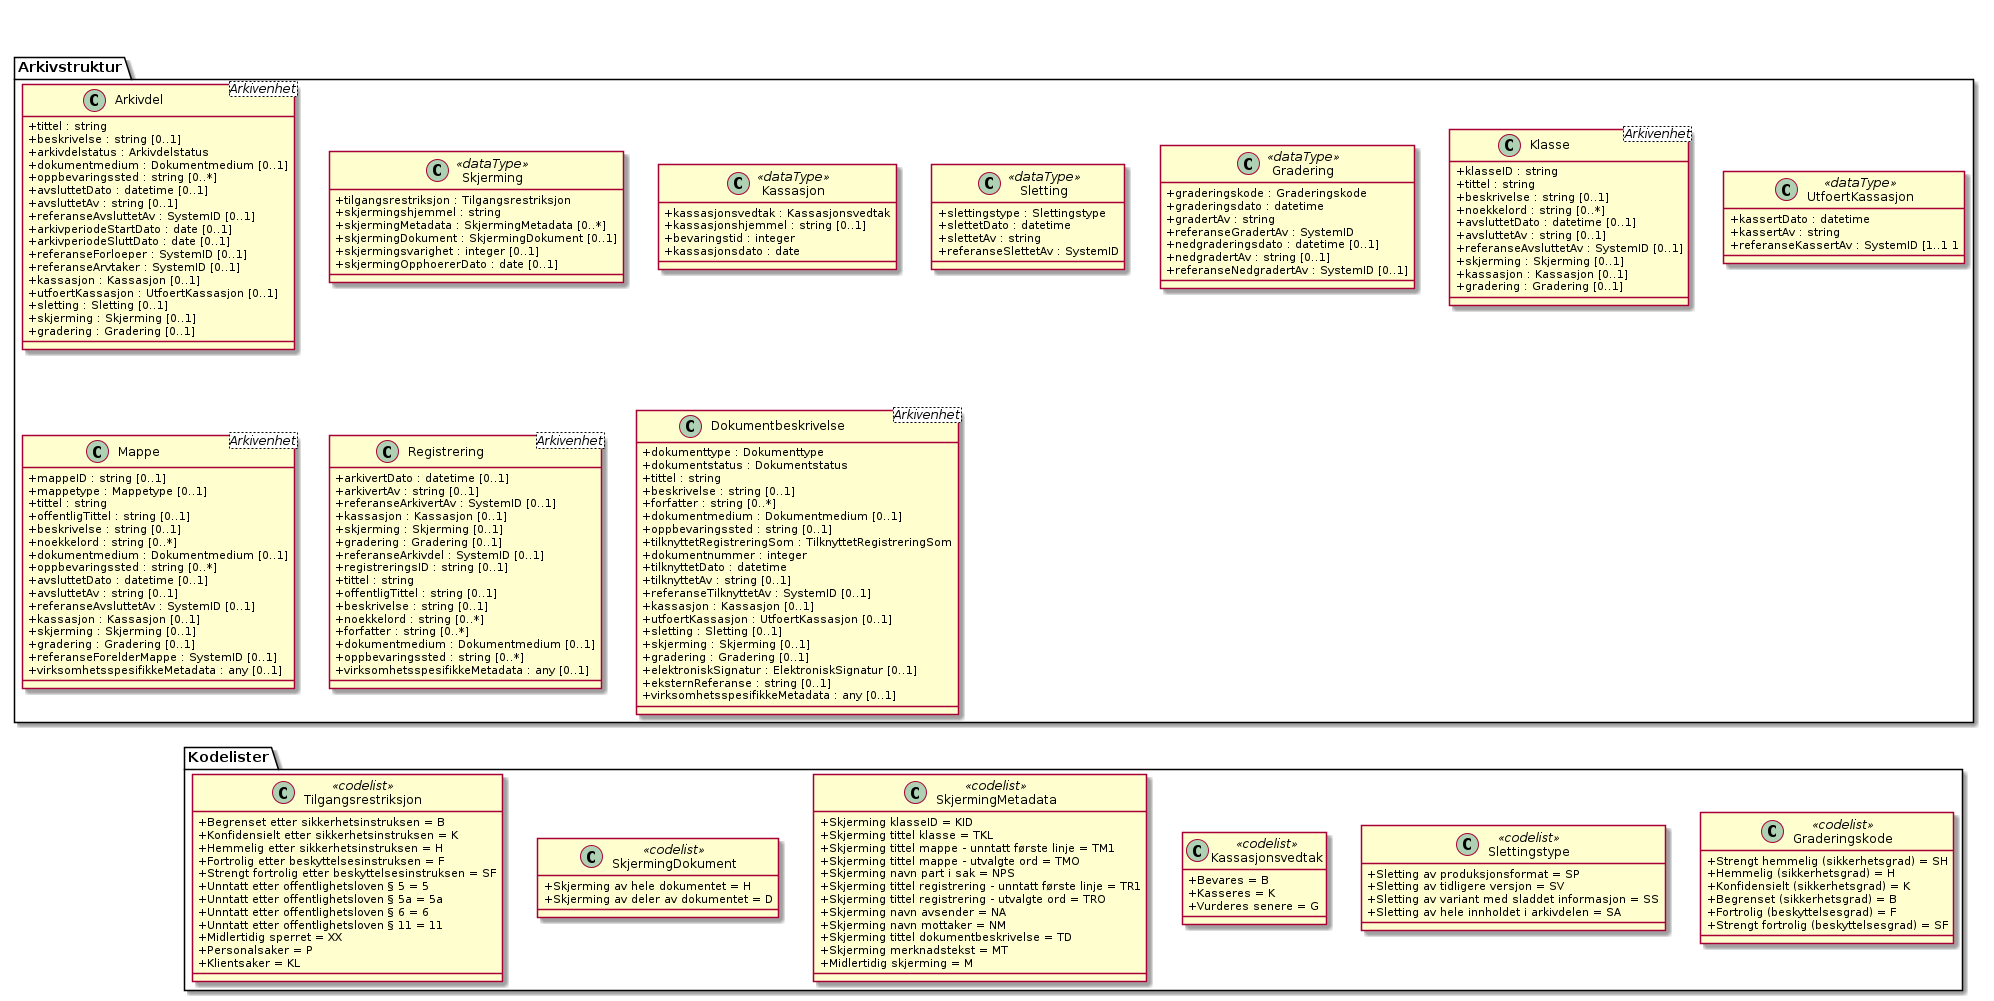 Arkivstruktur
Arkivenhet
C Arkivdel
+tittel : string
+beskrivelse : string [0..1]
+arkivdelstatus : Arkivdelstatus
+dokumentmedium : Dokumentmedium [0..1]
+oppbevaringssted : string [0..*]
+avsluttetDato : datetime [0..1]
+avsluttetAv : string [0..1]
+referanseAvsluttetAv : SystemID [0..1]
+arkivperiodeStartDato : date [0..1]
+arkivperiodeSluttDato : date [0..1]
+referanseForloeper : SystemID [0..1]
+referanseArvtaker : SystemID [0..1]
+kassasjon : Kassasjon [0..1]
+utfoertKassasjon : UtfoertKassasjon [0..1]
+sletting : Sletting [0..1]
+skjerming : Skjerming [0..1]
+gradering : Gradering [0..1]
«dataType»
C Skjerming
+tilgangsrestriksjon : Tilgangsrestriksjon
+skjermingshjemmel : string
+skjermingMetadata : SkjermingMetadata [0..*]
+skjermingDokument : SkjermingDokument [0..1]
+skjermingsvarighet : integer [0..1]
+skjermingOpphoererDato : date [0..1]
«dataType»
C Kassasjon
+kassasjonsvedtak : Kassasjonsvedtak
+kassasjonshjemmel : string [0..1]
+bevaringstid : integer
+kassasjonsdato : date
«dataType»
C Sletting
+slettingstype : Slettingstype
+slettetDato : datetime
+slettetAv : string
+referanseSlettetAv : SystemID
«dataType»
C Gradering
+graderingskode : Graderingskode
+graderingsdato : datetime
+gradertAv : string
+referanseGradertAv : SystemID
+nedgraderingsdato : datetime [0..1]
+nedgradertAv : string [0..1]
+referanseNedgradertAv : SystemID [0..1]
Arkivenhet
C Klasse
+klasseID : string
+tittel : string
+beskrivelse : string [0..1]
+noekkelord : string [0..*]
+avsluttetDato : datetime [0..1]
+avsluttetAv : string [0..1]
+referanseAvsluttetAv : SystemID [0..1]
+skjerming : Skjerming [0..1]
+kassasjon : Kassasjon [0..1]
+gradering : Gradering [0..1]
«dataType»
C UtfoertKassasjon
+kassertDato : datetime
+kassertAv : string
+referanseKassertAv : SystemID [1..1 1
Arkivenhet
C Mappe
+mappeID : string [0..1]
+mappetype : Mappetype [0..1]
+tittel : string
+offentligTittel : string [0..1]
+beskrivelse : string [0..1]
+noekkelord : string [0..*]
+dokumentmedium : Dokumentmedium [0..1]
+oppbevaringssted : string [0..*]
+avsluttetDato : datetime [0..1]
+avsluttetAv : string [0..1]
+referanseAvsluttetAv : SystemID [0..1]
+kassasjon : Kassasjon [0..1]
+skjerming : Skjerming [0..1]
+gradering : Gradering [0..1]
+referanseForelderMappe : SystemID [0..1]
+virksomhetsspesifikkeMetadata : any [0..1]
Arkivenhet
C Registrering
+arkivertDato : datetime [0..1]
+arkivertAv : string [0..1]
+referanseArkivertAv : SystemID [0..1]
+kassasjon : Kassasjon [0..1]
+skjerming : Skjerming [0..1]
+gradering : Gradering [0..1]
+referanseArkivdel : SystemID [0..1]
+registreringsID : string [0..1]
+tittel : string
+offentligTittel : string [0..1]
+beskrivelse : string [0..1]
+noekkelord : string [0..*]
+forfatter : string [0..*]
+dokumentmedium : Dokumentmedium [0..1]
+oppbevaringssted : string [0..*]
+virksomhetsspesifikkeMetadata : any [0..1]
Arkivenhet
C Dokumentbeskrivelse
+dokumenttype : Dokumenttype
+dokumentstatus : Dokumentstatus
+tittel : string
+beskrivelse : string [0..1]
+forfatter : string [0..*]
+dokumentmedium : Dokumentmedium [0..1]
+oppbevaringssted : string [0..1]
+tilknyttetRegistreringSom : TilknyttetRegistreringSom
+dokumentnummer : integer
+tilknyttetDato : datetime
+tilknyttetAv : string [0..1]
+referanseTilknyttetAv : SystemID [0..1]
+kassasjon : Kassasjon [0..1]
+utfoertKassasjon : UtfoertKassasjon [0..1]
+sletting : Sletting [0..1]
+skjerming : Skjerming [0..1]
+gradering : Gradering [0..1]
+elektroniskSignatur : ElektroniskSignatur [0..1]
+eksternReferanse : string [0..1]
+virksomhetsspesifikkeMetadata : any [0..1]
Kodelister
«codelist»
C Tilgangsrestriksjon
+Begrenset etter sikkerhetsinstruksen = B
+Konfidensielt etter sikkerhetsinstruksen = K
+Hemmelig etter sikkerhetsinstruksen = H
+Fortrolig etter beskyttelsesinstruksen = F
+Strengt fortrolig etter beskyttelsesinstruksen = SF
+Unntatt etter offentlighetsloven § 5 = 5
+Unntatt etter offentlighetsloven § 5a = 5a
+Unntatt etter offentlighetsloven § 6 = 6
+Unntatt etter offentlighetsloven § 11 = 11
+Midlertidig sperret = XX
+Personalsaker = P
+Klientsaker = KL
«codelist»
C SkjermingDokument
+Skjerming av hele dokumentet = H
+Skjerming av deler av dokumentet = D
«codelist»
C SkjermingMetadata
+Skjerming klasseID = KID
+Skjerming tittel klasse = TKL
+Skjerming tittel mappe - unntatt første linje = TM1
+Skjerming tittel mappe - utvalgte ord = TMO
+Skjerming navn part i sak = NPS
+Skjerming tittel registrering - unntatt første linje = TR1
+Skjerming tittel registrering - utvalgte ord = TRO
+Skjerming navn avsender = NA
+Skjerming navn mottaker = NM
+Skjerming tittel dokumentbeskrivelse = TD
+Skjerming merknadstekst = MT
+Midlertidig skjerming = M
«codelist»
C Kassasjonsvedtak
+Bevares = B
+Kasseres = K
+Vurderes senere = G
«codelist»
C Slettingstype
+Sletting av produksjonsformat = SP
+Sletting av tidligere versjon = SV
+Sletting av variant med sladdet informasjon = SS
+Sletting av hele innholdet i arkivdelen = SA
«codelist»
C Graderingskode
+Strengt hemmelig (sikkerhetsgrad) = SH
+Hemmelig (sikkerhetsgrad) = H
+Konfidensielt (sikkerhetsgrad) = K
+Begrenset (sikkerhetsgrad) = B
+Fortrolig (beskyttelsesgrad) = F
+Strengt fortrolig (beskyttelsesgrad) = SF